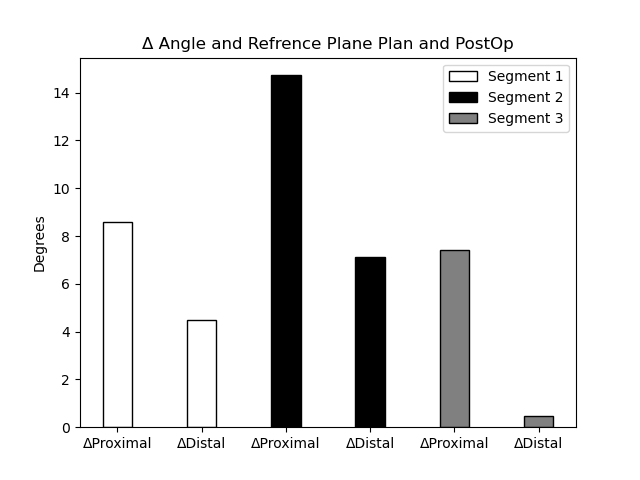 Δ Angle and Refrence Plane Plan and PostOp
Segment 1
Segment 2
Segment 3
Degrees
14
12
10
8
6
4
2
0
ΔProximal ΔDistal ΔProximal ΔDistal ΔProximal ΔDistal